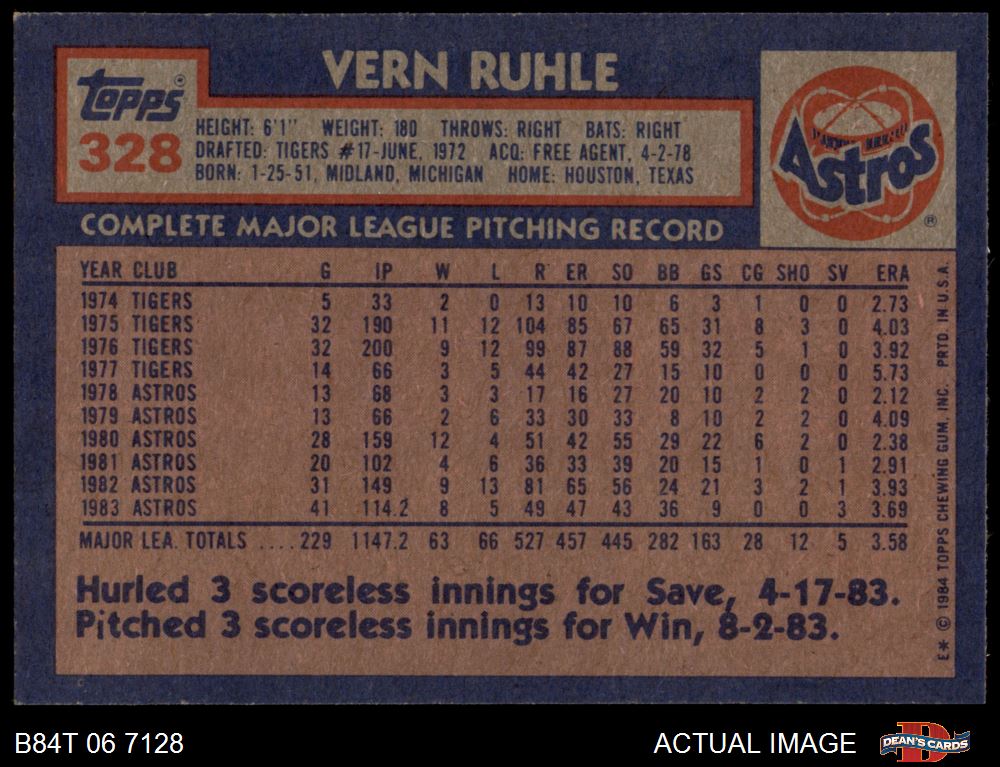 VERN RUHLE
Topps
328
HEIGHT: 6'1" WEIGHT: 180 THROWS: RIGHT BATS: RIGHT
DRAFTED: TIGERS #17-JUNE, 1972 ACQ: FREE AGENT, 4-2-78
BORN: 1-25-51, MIDLAND, MICHIGAN HOME: HOUSTON, TEXAS
Astros
®
COMPLETE MAJOR LEAGUE PITCHING RECORD
YEAR CLUB G IP W L R ER SO BB GS CG SHO SV ERA
1974 TIGERS 5 33 2 0 13 10 10 6 3 1 0 0 2.73
1975 TIGERS 32 190 11 12 104 85 67 65 31 8 3 0 4.03
1976 TIGERS 32 200 9 12 99 87 88 59 32 5 1 0 3.92
1977 TIGERS 14 66 3 5 44 42 27 15 10 0 0 0 5.73
1978 ASTROS 13 68 3 3 17 16 27 20 10 2 2 0 2.12
1979 ASTROS 13 66 2 6 33 30 33 8 10 2 2 0 4.09
1980 ASTROS 28 159 12 4 51 42 55 29 22 6 2 0 2.38
1981 ASTROS 20 102 4 6 36 33 39 20 15 1 0 1 2.91
1982 ASTROS 31 149 9 13 81 65 56 24 21 3 2 1 3.93
1983 ASTROS 41 114.2 8 5 49 47 43 36 9 0 0 3 3.69
MAJOR LEA. TOTALS .... 229 1147.2 63 66 527 457 445 282 163 28 12 5 3.58
Hurled 3 scoreless innings for Save, 4-17-83.
Pitched 3 scoreless innings for Win, 8-2-83.
E* © 1984 TOPPS CHEWING GUM, INC. PRTD. IN U.S.A.
B84T 06 7128
ACTUAL IMAGE
D
DEAN'S CARDS